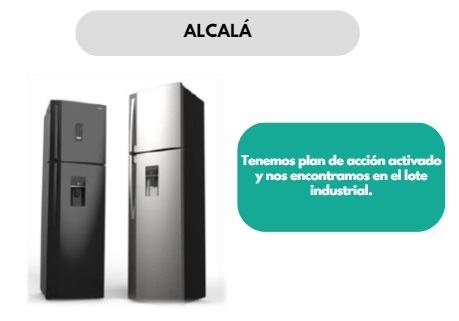 ALCALÁ
Tenemos plan de acción activado
y nos encontramos en el lote
industrial.